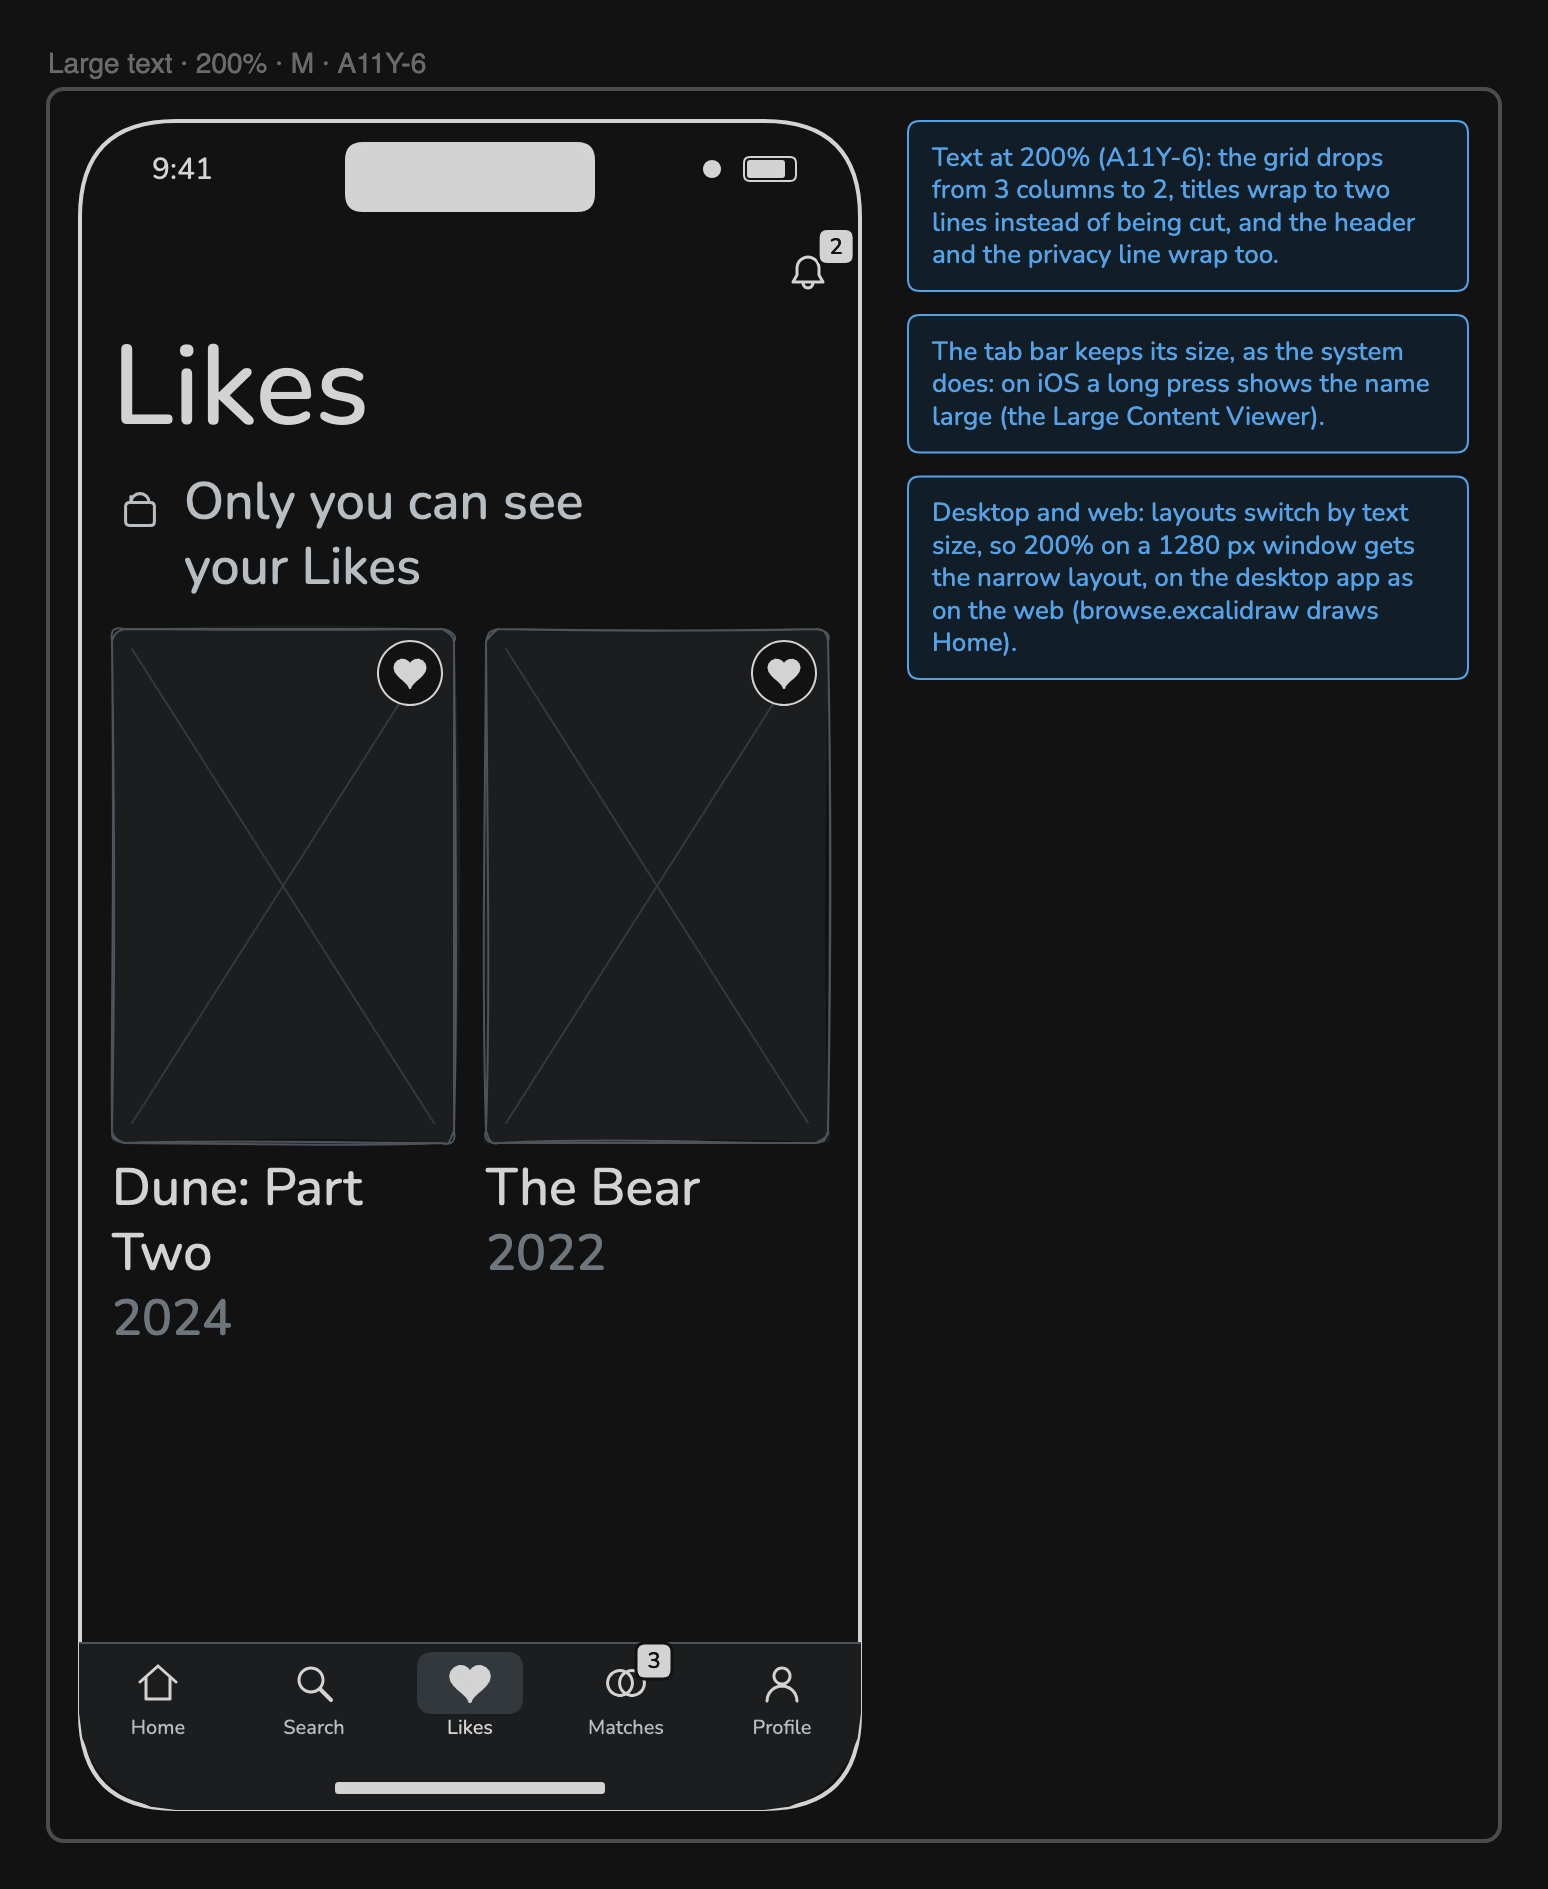 Large text · 200% · M · A11Y-6
9:41
2
Likes
Only you can see
your Likes
Dune: Part
Two
2024
The Bear
2022
Home
Search
Likes
3
Matches
Profile
Text at 200% (A11Y-6): the grid drops
from 3 columns to 2, titles wrap to two
lines instead of being cut, and the header
and the privacy line wrap too.
The tab bar keeps its size, as the system
does: on iOS a long press shows the name
large (the Large Content Viewer).
Desktop and web: layouts switch by text
size, so 200% on a 1280 px window gets
the narrow layout, on the desktop app as
on the web (browse.excalidraw draws
Home).